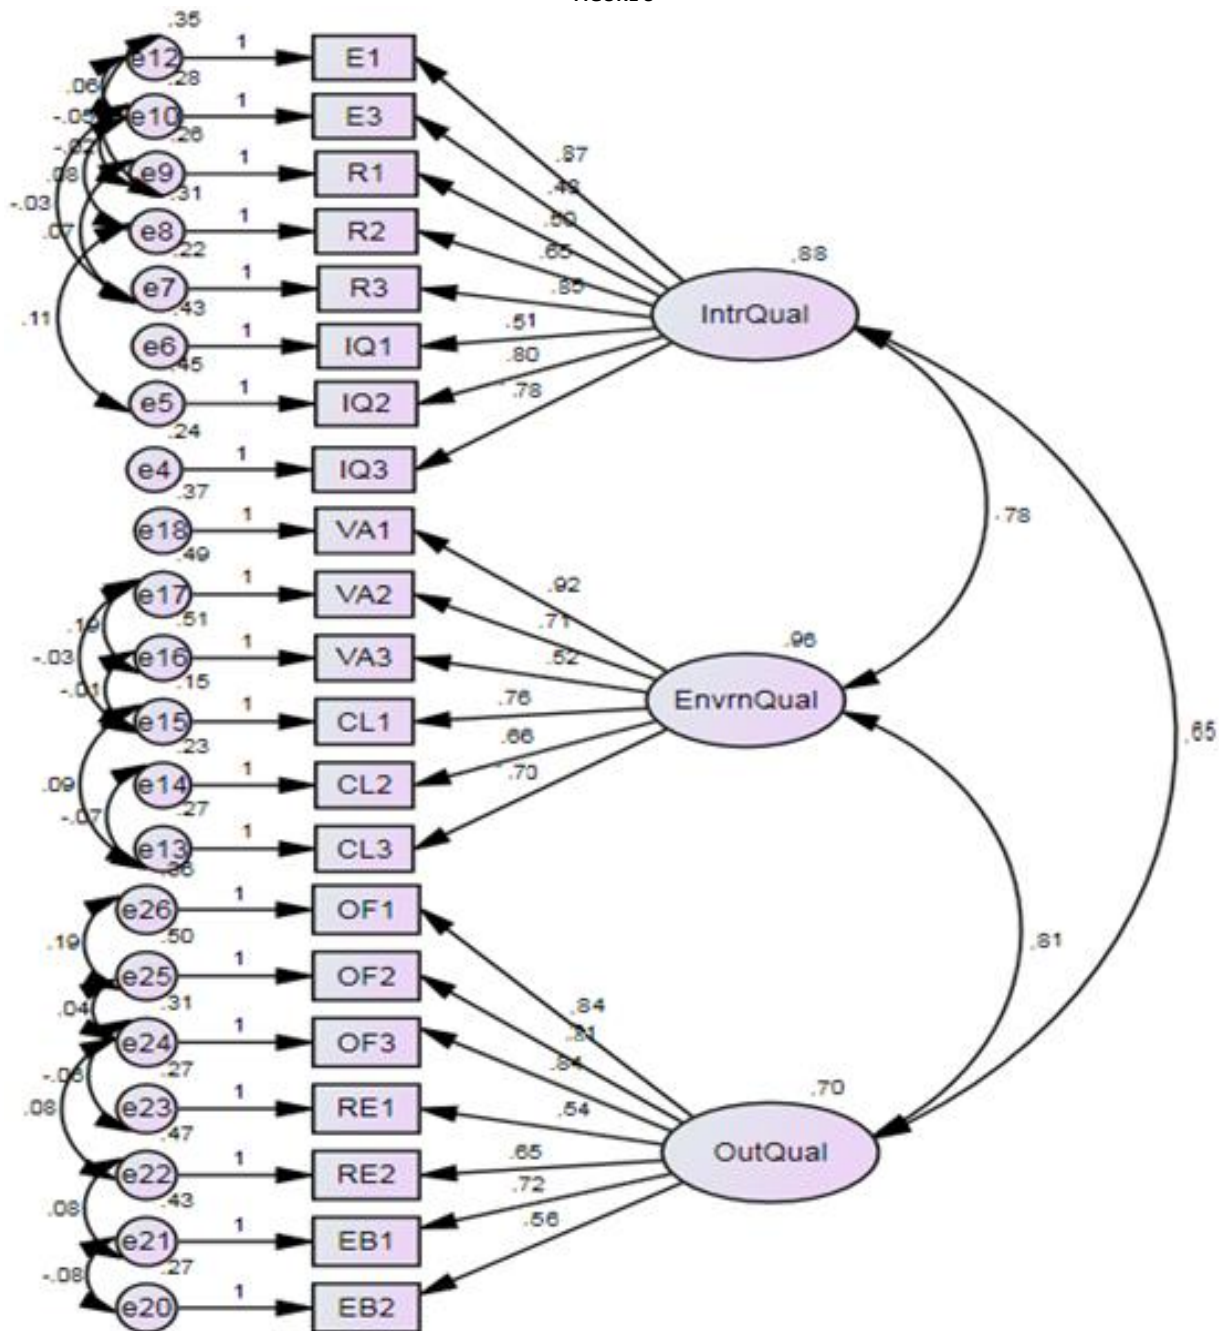 .35
e12 1 E1
.28
.06
e10 1 E3
-.05
.26
e9 1 R1
.08 .31
-.03
e8 1 R2
.07 .22
e7 1 R3
.43
.11
e6 1 IQ1
.45
e5 1 IQ2
.24
e4 1 IQ3
.87
.50
.65
.85
.51
.80
.78
.88
IntrQual
.37
e18 1 VA1
.49
e17 1 VA2
.19 .51
-.03
e16 1 VA3
-.01 .15
e15 1 CL1
.23
.09
e14 1 CL2
-.07 .27
e13 1 CL3
.92
.71
.52
.76
.66
.70
.96
EnvrnQual
.78
.65
.81
e26 1 OF1
.19 .50
e25 1 OF2
.04 .31
e24 1 OF3
.27
.08
e23 1 RE1
.47
e22 1 RE2
.08 .43
e21 1 EB1
-.08 .27
e20 1 EB2
.84
.81
.84
.54
.65
.72
.56
.70
OutQual